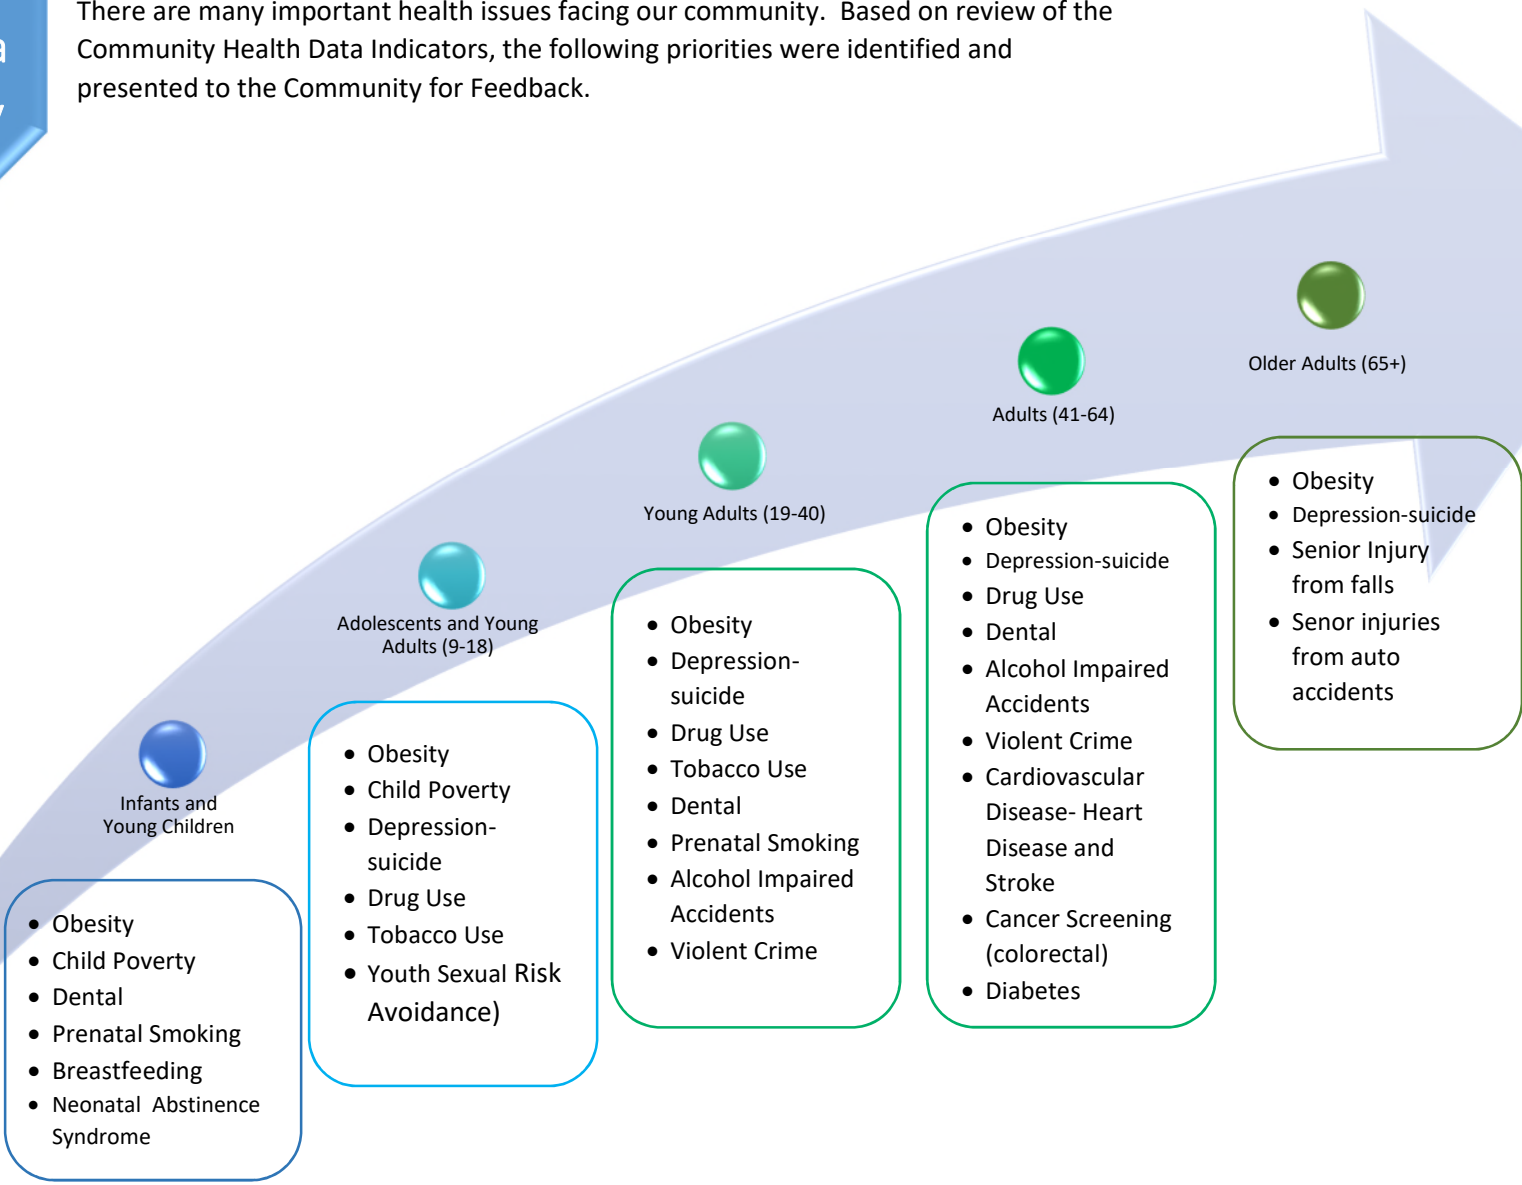 There are many important health issues facing our community.  Based on review of the
Community Health Data Indicators, the following priorities were identified and
presented to the Community for Feedback.
a
Older Adults (65+)
Adults (41-64)
Young Adults (19-40)
Adolescents and Young
Adults (9-18)
Infants and
Young Children
• Obesity
• Child Poverty
• Dental
• Prenatal Smoking
• Breastfeeding
• Neonatal  Abstinence
Syndrome
• Obesity
• Child Poverty
• Depression-
suicide
• Drug Use
• Tobacco Use
• Youth Sexual Risk
Avoidance)
• Obesity
• Depression-
suicide
• Drug Use
• Tobacco Use
• Dental
• Prenatal Smoking
• Alcohol Impaired
Accidents
• Violent Crime
• Obesity
• Depression-suicide
• Drug Use
• Dental
• Alcohol Impaired
Accidents
• Violent Crime
• Cardiovascular
Disease- Heart
Disease and
Stroke
• Cancer Screening
(colorectal)
• Diabetes
• Obesity
• Depression-suicide
• Senior Injury
from falls
• Senor injuries
from auto
accidents